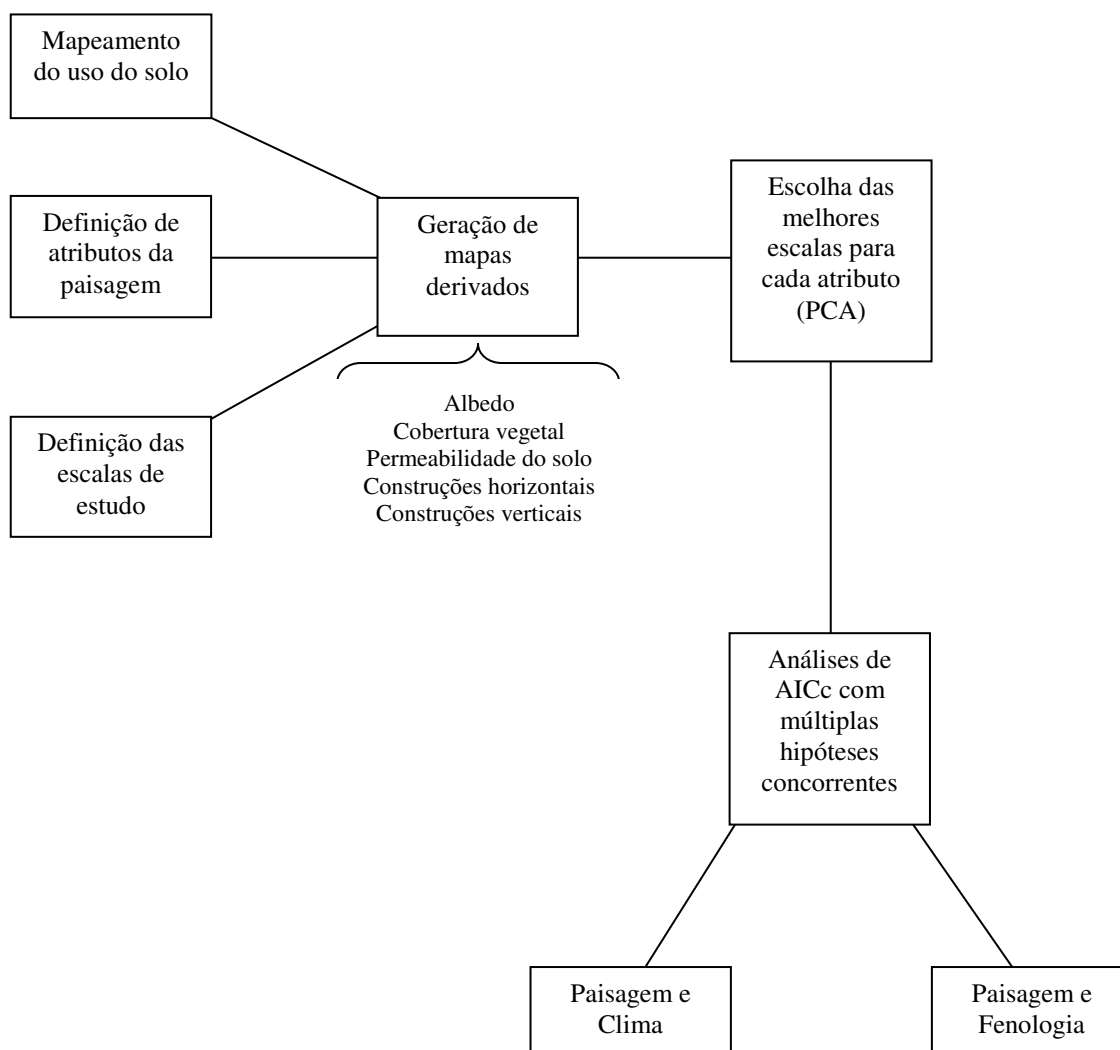 Mapeamento
do uso do solo
Definição de
atributos da
paisagem
Definição das
escalas de
estudo
Geração de
mapas
derivados
Albedo
Cobertura vegetal
Permeabilidade do solo
Construções horizontais
Construções verticais
Escolha das
melhores
escalas para
cada atributo
(PCA)
Análises de
AICc com
múltiplas
hipóteses
concorrentes
Paisagem e
Clima
Paisagem e
Fenologia